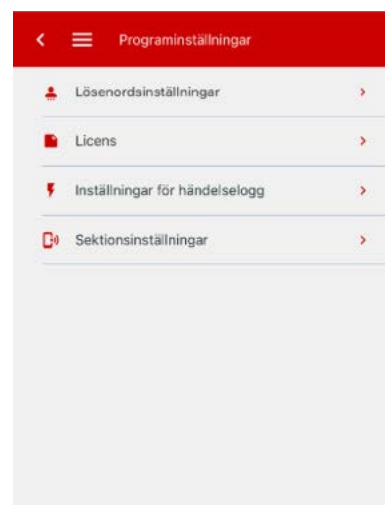 Programinställningar
Lösenordsinställningar
Licens
Inställningar för händelselogg
Sektionsinställningar